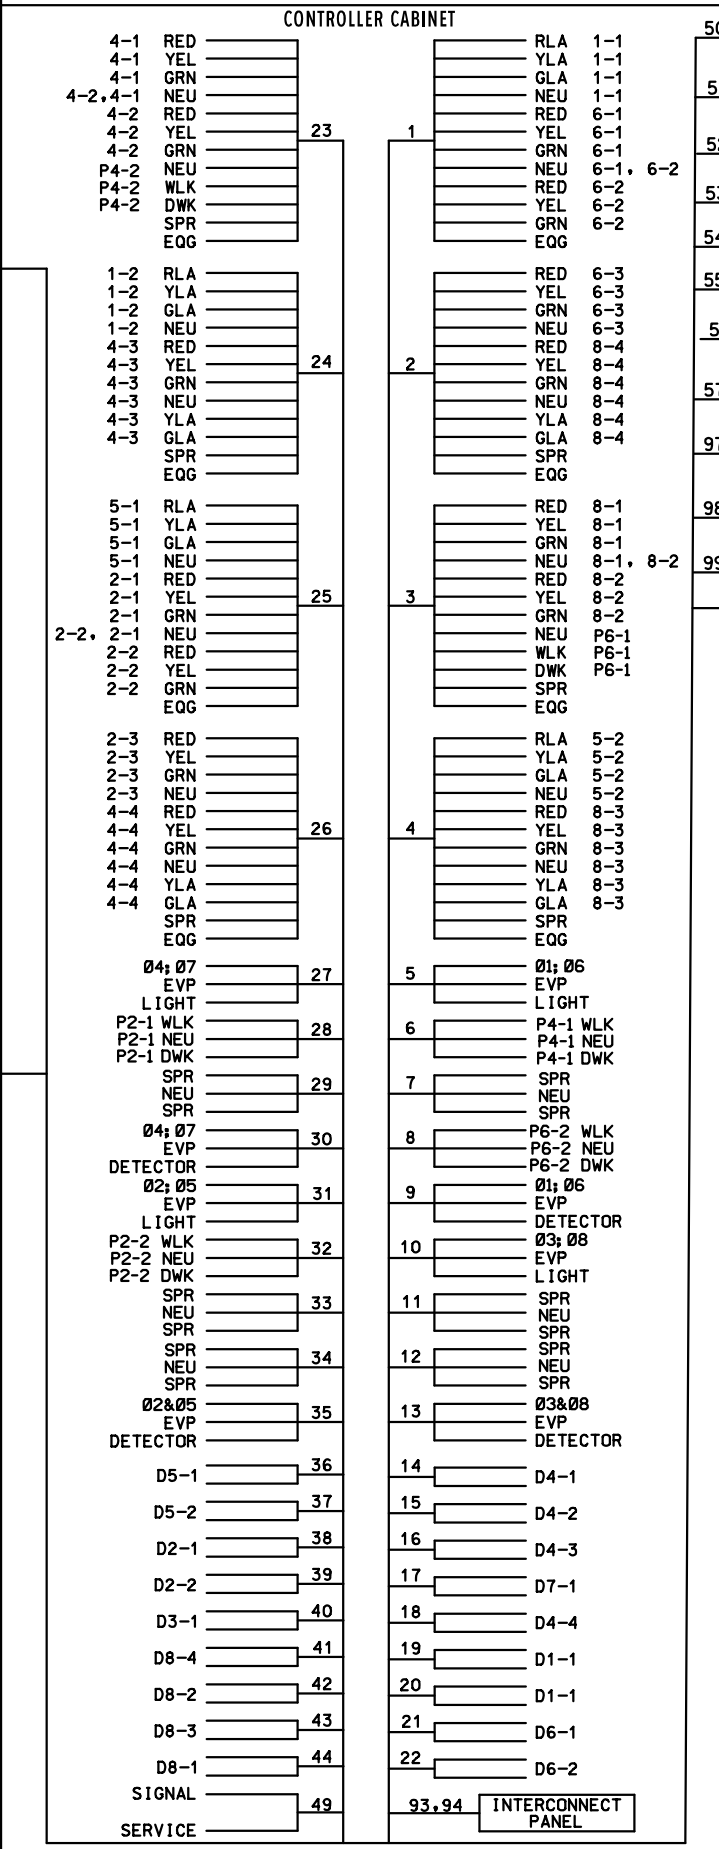 CONTROLLER CABINET
4-1 RED
4-1 YEL
4-1 GRN
4-2,4-1 NEU
4-2 RED
4-2 YEL
4-2 GRN
P4-2 NEU
P4-2 WLK
P4-2 DWK
SPR
EQG
23
1-2 RLA
1-2 YLA
1-2 GLA
1-2 NEU
4-3 RED
4-3 YEL
4-3 GRN
4-3 NEU
4-3 YLA
4-3 GLA
SPR
EQG
24
5-1 RLA
5-1 YLA
5-1 GLA
5-1 NEU
2-1 RED
2-1 YEL
2-1 GRN
2-2, 2-1 NEU
2-2 RED
2-2 YEL
2-2 GRN
EQG
25
2-3 RED
2-3 YEL
2-3 GRN
2-3 NEU
4-4 RED
4-4 YEL
4-4 GRN
4-4 NEU
4-4 YLA
4-4 GLA
SPR
EQG
26
Ø4; Ø7
EVP
LIGHT
27
P2-1 WLK
P2-1 NEU
P2-1 DWK
28
SPR
NEU
SPR
29
Ø4; Ø7
EVP
DETECTOR
30
Ø2; Ø5
EVP
LIGHT
31
P2-2 WLK
P2-2 NEU
P2-2 DWK
32
SPR
NEU
SPR
33
SPR
NEU
SPR
34
Ø2&Ø5
EVP
DETECTOR
35
D5-1 36
D5-2 37
D2-1 38
D2-2 39
D3-1 40
D8-4 41
D8-2 42
D8-3 43
D8-1 44
SIGNAL
SERVICE
49
1
RLA 1-1
YLA 1-1
GLA 1-1
NEU 1-1
RED 6-1
YEL 6-1
GRN 6-1
NEU 6-1, 6-2
RED 6-2
YEL 6-2
GRN 6-2
EQG
2
RED 6-3
YEL 6-3
GRN 6-3
NEU 6-3
RED 8-4
YEL 8-4
GRN 8-4
NEU 8-4
YLA 8-4
GLA 8-4
SPR
EQG
3
RED 8-1
YEL 8-1
GRN 8-1
NEU 8-1, 8-2
RED 8-2
YEL 8-2
GRN 8-2
NEU P6-1
WLK P6-1
DWK P6-1
SPR
EQG
4
RLA 5-2
YLA 5-2
GLA 5-2
NEU 5-2
RED 8-3
YEL 8-3
GRN 8-3
NEU 8-3
YLA 8-3
GLA 8-3
SPR
EQG
5
Ø1; Ø6
EVP
LIGHT
6
P4-1 WLK
P4-1 NEU
P4-1 DWK
7
SPR
NEU
SPR
8
P6-2 WLK
P6-2 NEU
P6-2 DWK
9
Ø1; Ø6
EVP
DETECTOR
10
Ø3; Ø8
EVP
LIGHT
11
SPR
NEU
SPR
12
SPR
NEU
SPR
13
Ø3&Ø8
EVP
DETECTOR
14 D4-1
15 D4-2
16 D4-3
17 D7-1
18 D4-4
19 D1-1
20 D1-1
21 D6-1
22 D6-2
93,94 INTERCONNECT
PANEL
53
54
55
57
97
98
99